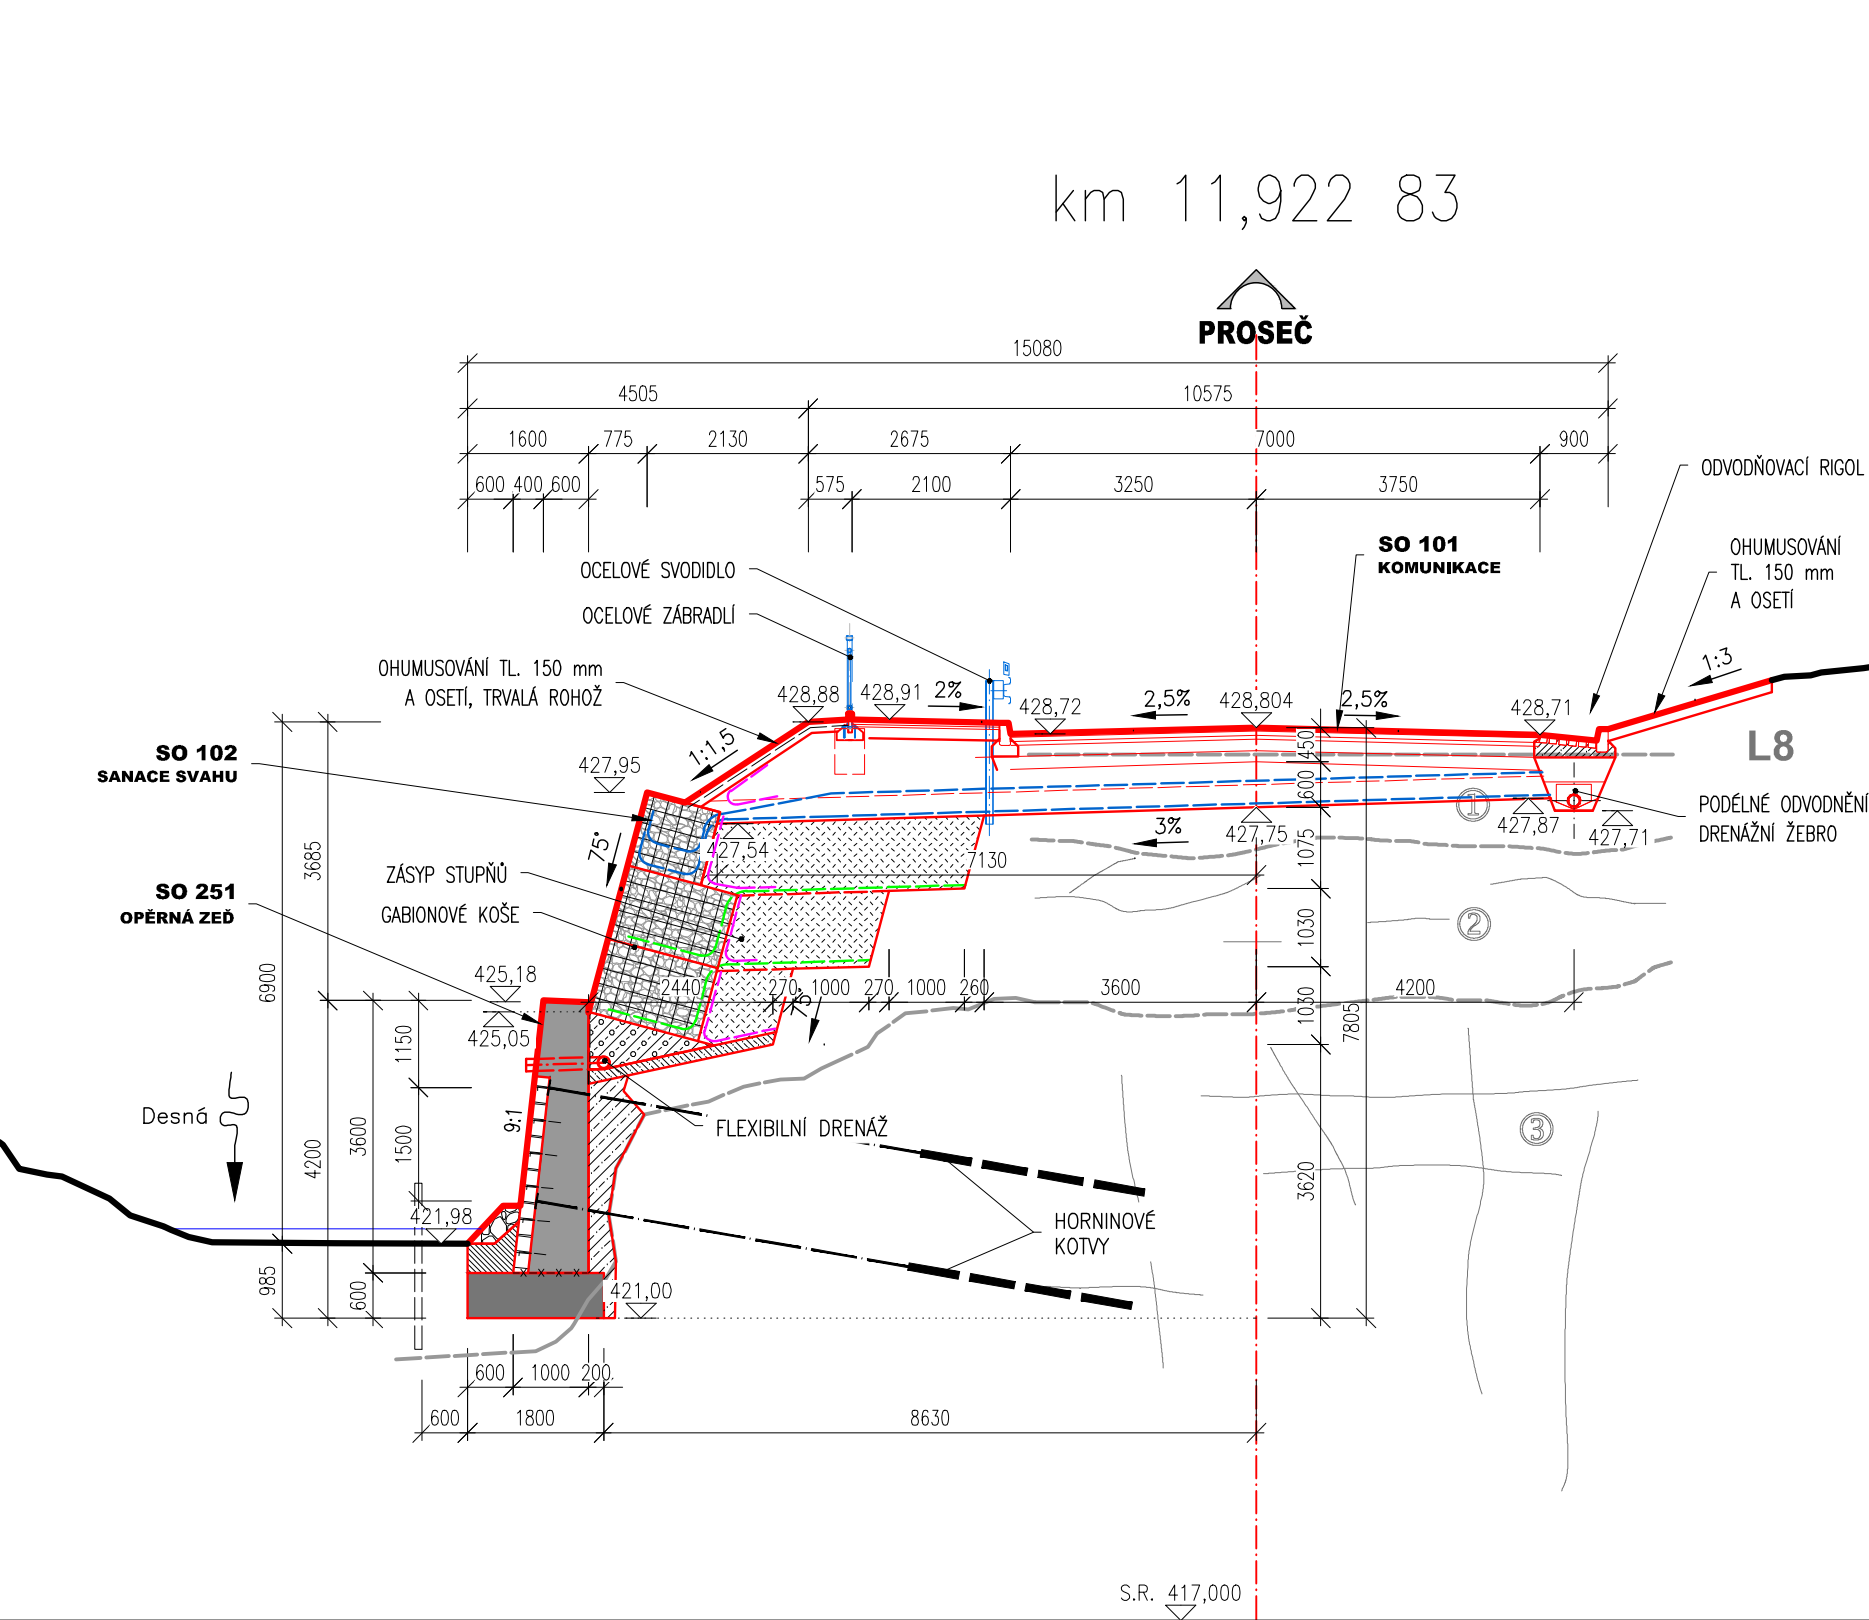 km 11,922 83
PROSEČ
15080
4505 10575
1600 775 2130 2675 7000 900
600 400 600 575 2100 3250 3750
ODVODŇOVACÍ RIGOL
SO 101
KOMUNIKACE
OHUMUSOVÁNÍ
TL. 150 mm
A OSETÍ
OCELOVÉ SVODIDLO
OCELOVÉ ZÁBRADLÍ
OHUMUSOVÁNÍ TL. 150 mm
A OSETÍ, TRVALÁ ROHOŽ
1:3
428,88 428,91 2% 428,72 2,5% 428,804 2,5% 428,71
1:1,5
L8
SO 102
SANACE SVAHU
427,95
450
600
1
PODÉLNÉ ODVODNĚNÍ
DRENÁŽNÍ ŽEBRO
427,54 3% 427,75 427,87 427,71
75°
7130
1075
3685
ZÁSYP STUPŇŮ
GABIONOVÉ KOŠE
SO 251
OPĚRNÁ ZEĎ
1030
2
6900
425,18
2440 270 1000 270 1000 260 3600 4200
75°
1030
7805
425,05
1150
Desná
9:1
FLEXIBILNÍ DRENÁŽ
3
3600
1500
4200
3620
421,98
HORNINOVÉ
KOTVY
985
600
421,00
600 1000 200
600 1800 8630
S.R. 417,000